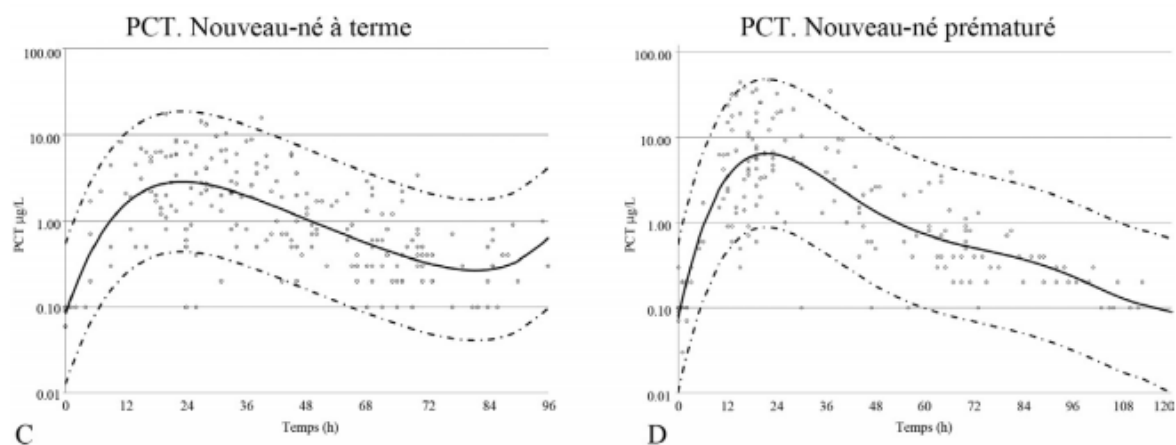 PCT. Nouveau-né à terme
100.00
10.00
1.00
0.10
0.01
PCT µg/L
0 12 24 36 48 68 72 84 96
Temps (h)
C
PCT. Nouveau-né prématuré
100.00
10.00
1.00
0.10
0.01
PCT µg/L
0 12 24 36 48 60 72 84 96 108 120
Temps (h)
D